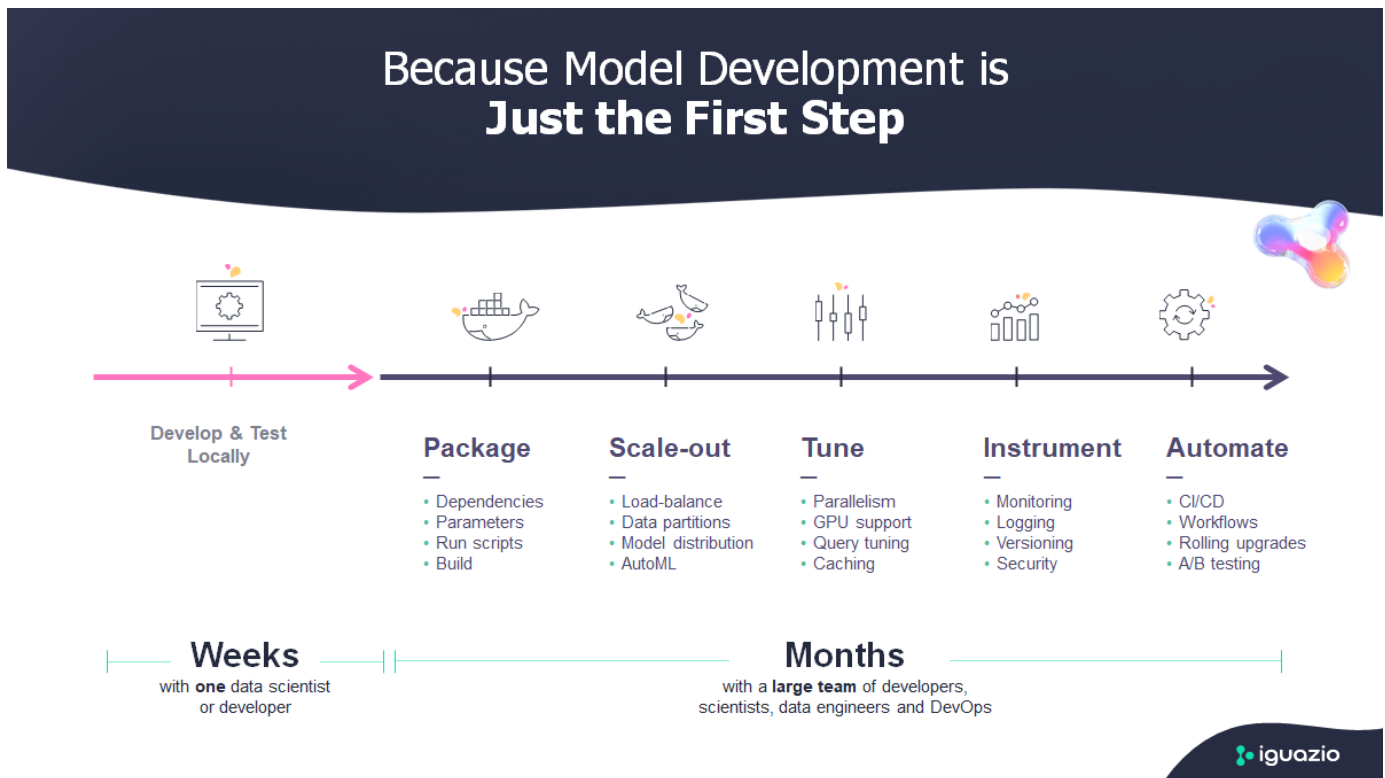 Because Model Development is
Just the First Step
Develop & Test
Locally
Package
• Dependencies
• Parameters
• Run scripts
• Build
Scale-out
• Load-balance
• Data partitions
• Model distribution
• AutoML
Tune
• Parallelism
• GPU support
• Query tuning
• Caching
Instrument
• Monitoring
• Logging
• Versioning
• Security
Automate
• CI/CD
• Workflows
• Rolling upgrades
• A/B testing
Weeks
with one data scientist
or developer
Months
with a large team of developers,
scientists, data engineers and DevOps
iguazio